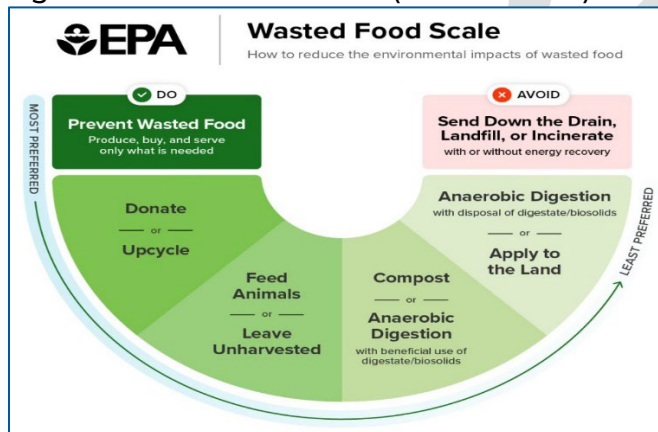 EPA
Wasted Food Scale
How to reduce the environmental impacts of wasted food
DO
Prevent Wasted Food
Produce, buy, and serve
only what is needed
AVOID
Send Down the Drain,
Landfill, or Incinerate
with or without energy recovery
MOST PREFERRED
Donate
or
Upcycle
Feed
Animals
or
Leave
Unharvested
Compost
or
Anaerobic
Digestion
with beneficial use of
digestate/biosolids
Anaerobic Digestion
with disposal of digestate/biosolids
or
Apply to
the Land
LEAST PREFERRED